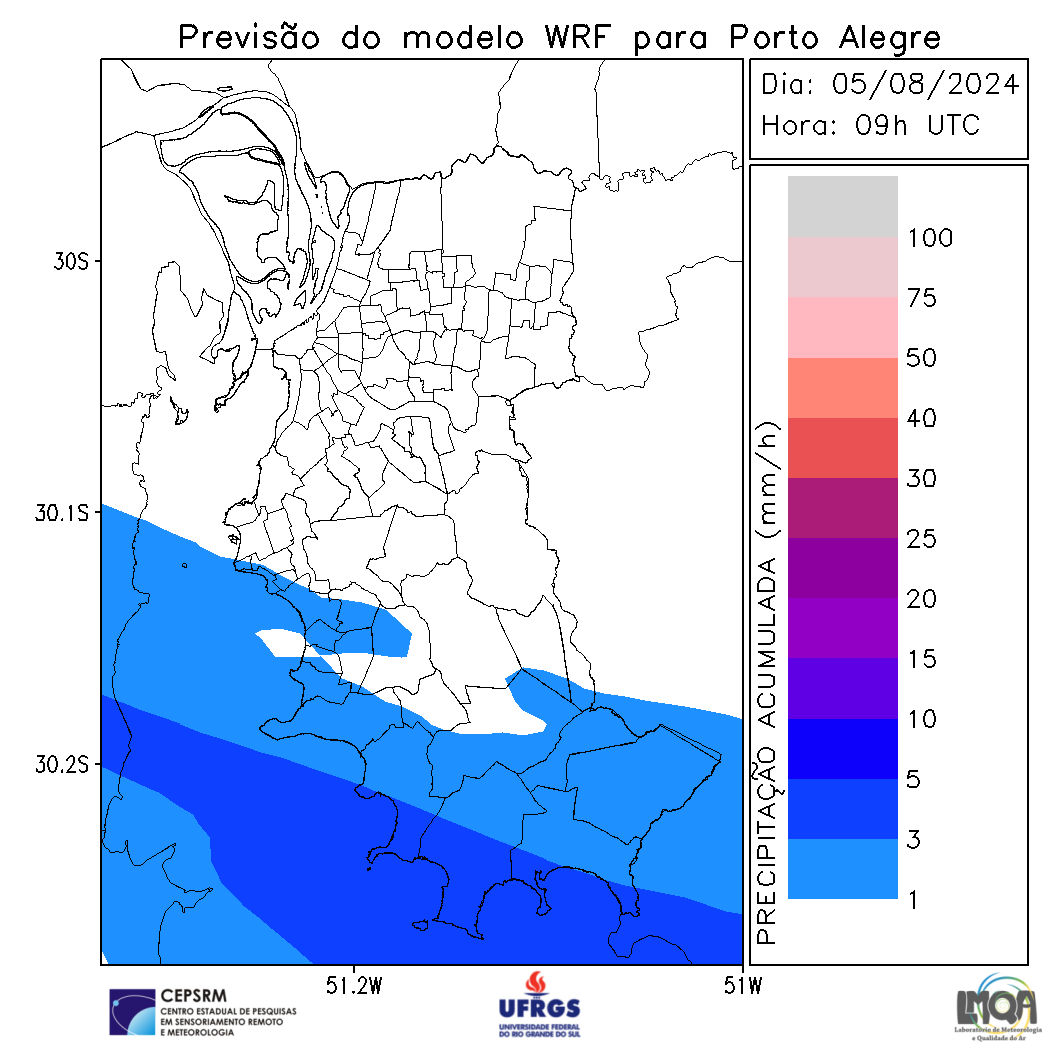 Previsão do modelo WRF para Porto Alegre
Dia: 05/08/2024
Hora: 09h UTC
30S
30.1S
30.2S
51.2W
51W
PRECIPITAÇÃO ACUMULADA (mm/h)
100
75
50
40
30
25
20
15
10
5
3
1
CEPSRM
CENTRO ESTADUAL DE PESQUISAS
EM SENSORIAMENTO REMOTO
E METEOROLOGIA
UFRGS
UNIVERSIDADE FEDERAL
DO RIO GRANDE DO SUL
LMQA
Laboratório de Meteorologia
e Qualidade do Ar